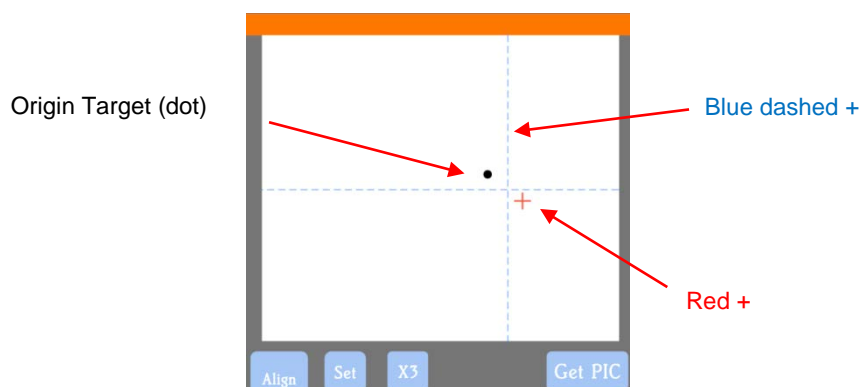 Origin Target (dot)
Blue dashed +
Red +
Align
Set
X3
Get PIC